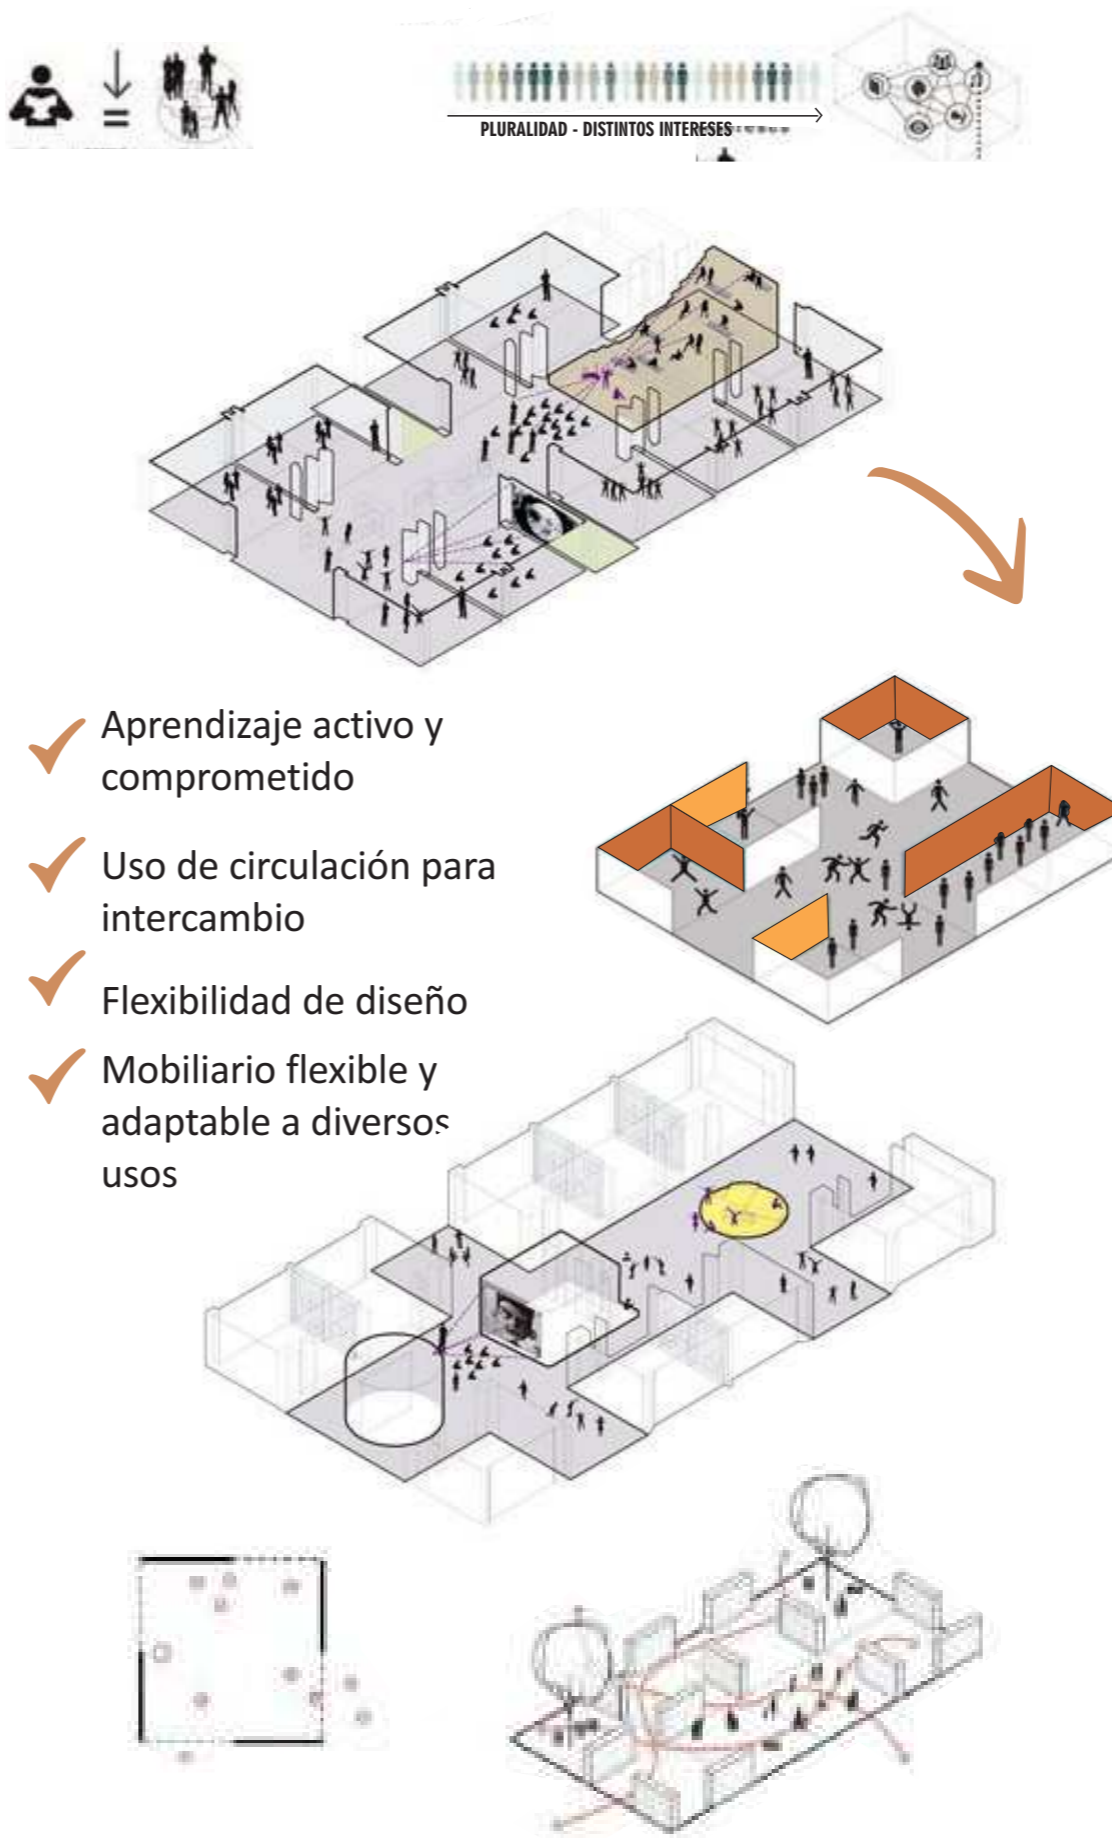 PLURALIDAD - DISTINTOS INTERESES
Aprendizaje activo y
comprometido
Uso de circulación para
intercambio
Flexibilidad de diseño
Mobiliario flexible y
adaptable a diversos
usos